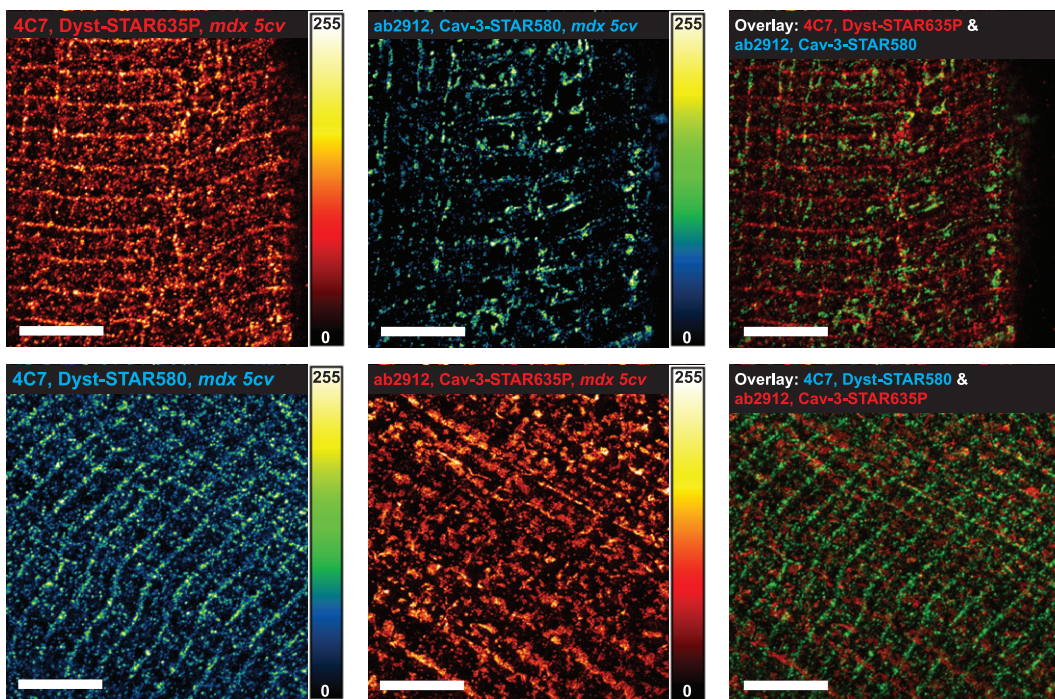 4C7, Dyst-STAR635P, mdx 5cv
255
0
ab2912, Cav-3-STAR580, mdx 5cv
255
0
Overlay: 4C7, Dyst-STAR635P &
ab2912, Cav-3-STAR580
4C7, Dyst-STAR580, mdx 5cv
255
0
ab2912, Cav-3-STAR635P, mdx 5cv
255
0
Overlay: 4C7, Dyst-STAR580 &
ab2912, Cav-3-STAR635P